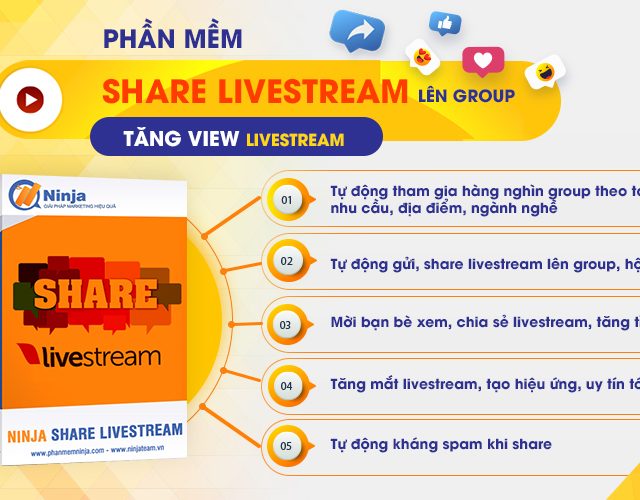 PHẦN MỀM
SHARE LIVESTREAM LÊN GROUP
TĂNG VIEW LIVESTREAM
Ninja
GIẢI PHÁP MARKETING HIỆU QUẢ
SHARE
livestream
NINJA SHARE LIVESTREAM
www.phanmemninja.com - www.ninjateam.vn
01
Tự động tham gia hàng nghìn group theo
nhu cầu, địa điểm, ngành nghề
02
Tự động gửi, share livestream lên group,
03
Mời bạn bè xem, chia sẻ livestream, tăng
04
Tăng mắt livestream, tạo hiệu ứng, uy tín
05
Tự động kháng spam khi share